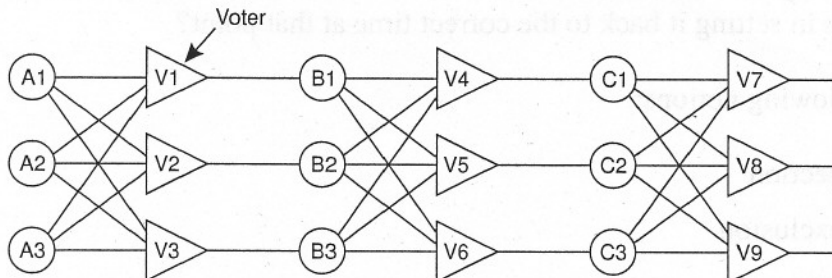 Voter
A1 V1 B1 V4 C1 V7
A2 V2 B2 V5 C2 V8
A3 V3 B3 V6 C3 V9